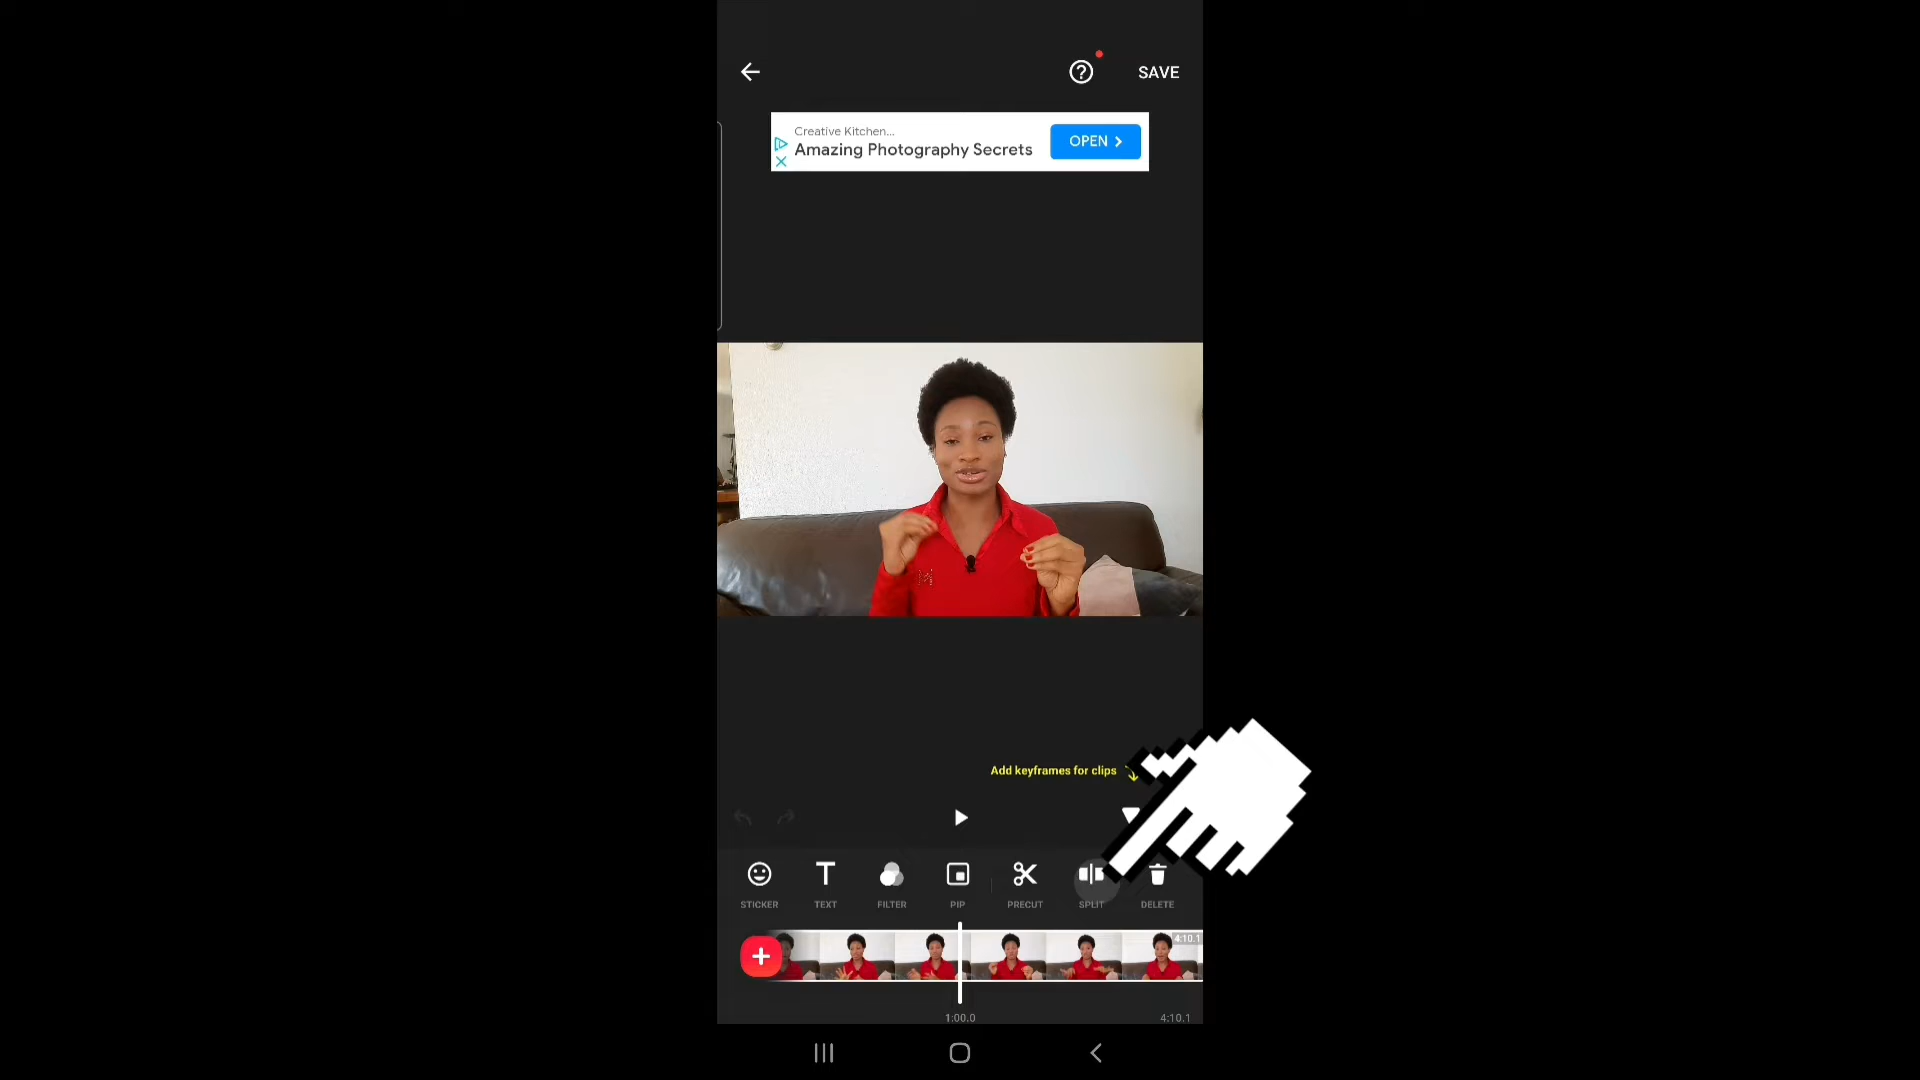 SAVE
Creative Kitchen...
Amazing Photography Secrets
OPEN
Add keyframes for clips
STICKER
TEXT
FILTER
PIP
PRECUT
SPLIT
DELETE
4:10.1
1:00.0
4:10.1